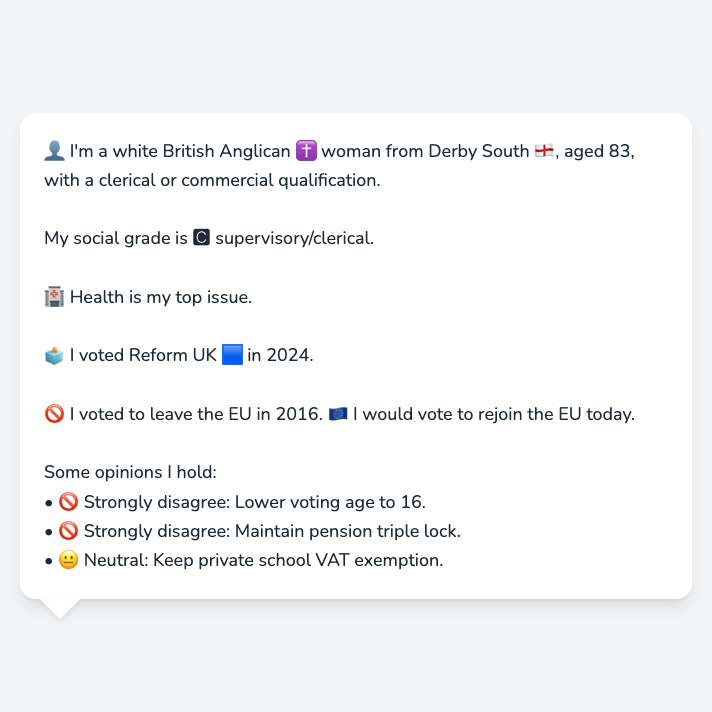 👤 I'm a white British Anglican ✝️ woman from Derby South 🏴󠁧󠁢󠁥󠁮󠁧󠁿, aged 83,
with a clerical or commercial qualification.
My social grade is 🅲 supervisory/clerical.
🏥 Health is my top issue.
🗳️ I voted Reform UK 🟦 in 2024.
🚫 I voted to leave the EU in 2016. 🇪🇺 I would vote to rejoin the EU today.
Some opinions I hold:
• 🚫 Strongly disagree: Lower voting age to 16.
• 🚫 Strongly disagree: Maintain pension triple lock.
• 😐 Neutral: Keep private school VAT exemption.